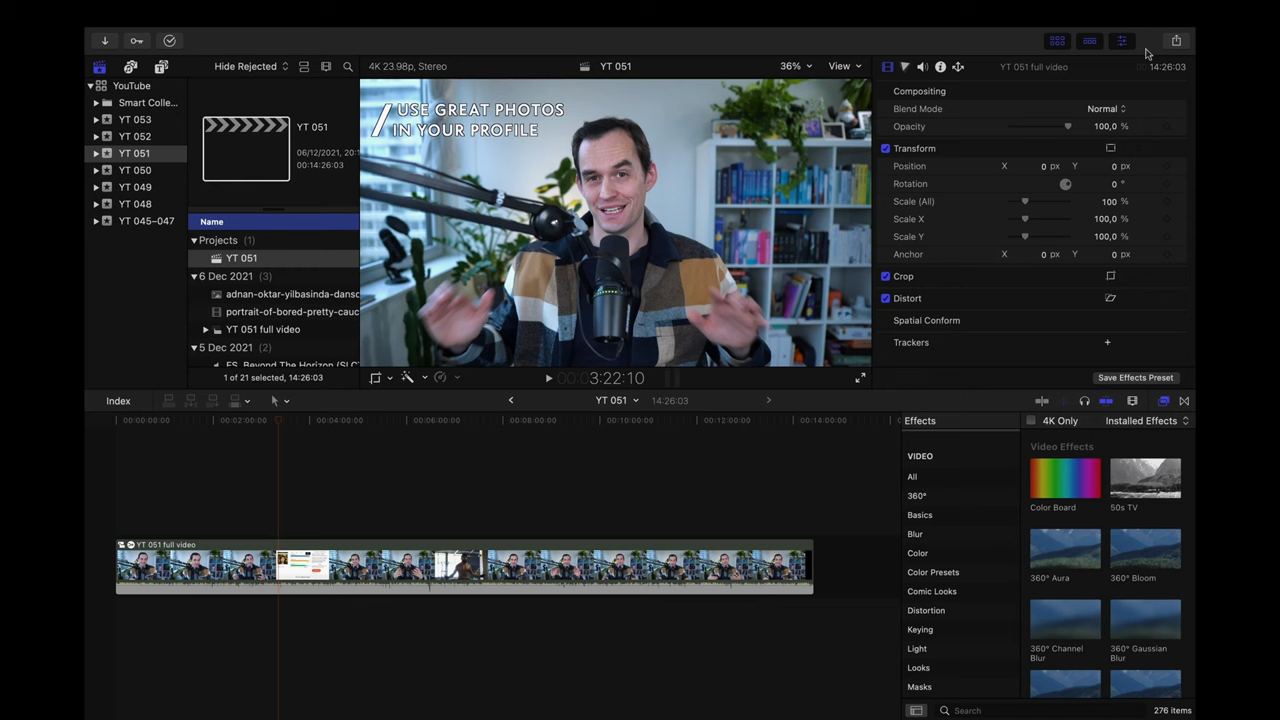 Hide Rejected
4K 23.98p, Stereo
YT 051
36%
View
YT 051 full video
14:26:03
YouTube
Smart Colle...
YT 053
YT 052
YT 051
YT 050
YT 049
YT 048
YT 045–047
YT 051
06/12/2021, 20:1
00:14:26:03
Name
Projects (1)
YT 051
6 Dec 2021 (3)
adnan-oktar-yilbasinda-dansc
portrait-of-bored-pretty-cauc
YT 051 full video
5 Dec 2021 (2)
ES_Beyond The Horizon (SLC
1 of 21 selected, 14:26:03
USE GREAT PHOTOS
IN YOUR PROFILE
3:22:10
Compositing
Blend Mode Normal
Opacity 100,0 %
Transform
Position X 0 px Y 0 px
Rotation 0 °
Scale (All) 100 %
Scale X 100,0 %
Scale Y 100,0 %
Anchor X 0 px Y 0 px
Crop
Distort
Spatial Conform
Trackers
Save Effects Preset
Index
YT 051
14:26:03
00:00:00:00
00:02:00:00
00:04:00:00
00:06:00:00
00:08:00:00
00:10:00:00
00:12:00:00
00:14:00:00
YT 051 full video
Effects
4K Only
Installed Effects
VIDEO
All
360°
Basics
Blur
Color
Color Presets
Comic Looks
Distortion
Keying
Light
Looks
Masks
Video Effects
Color Board
50s TV
360° Aura
360° Bloom
360° Channel
Blur
360° Gaussian
Blur
Search
276 items